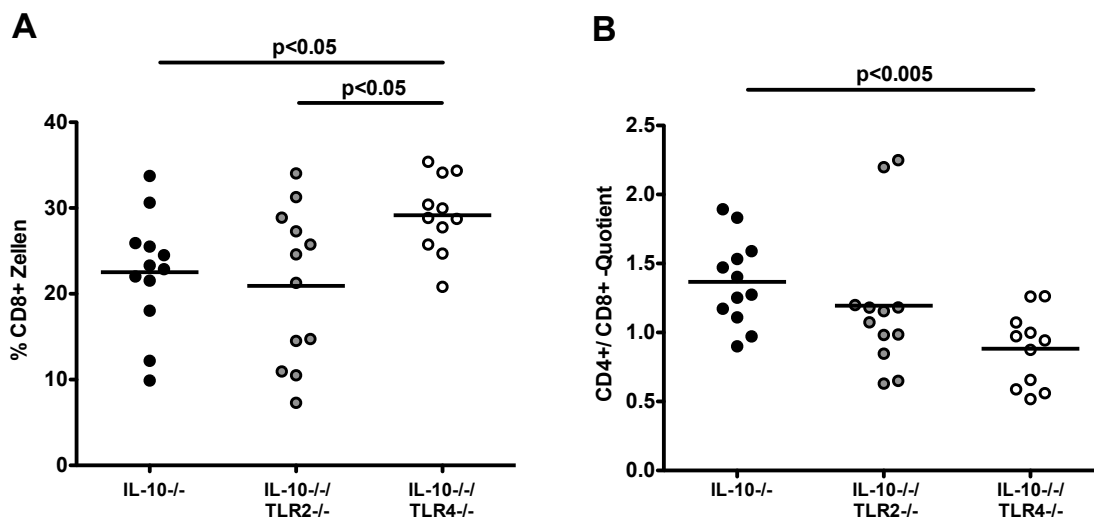 A
p<0.05
p<0.05
% CD8+ Zellen
40
30
20
10
0
IL-10-/-
IL-10-/-/
TLR2-/-
IL-10-/-/
TLR4-/-
B
p<0.005
CD4+/ CD8+ -Quotient
2.5
2.0
1.5
1.0
0.5
0.0
IL-10-/-
IL-10-/-/
TLR2-/-
IL-10-/-/
TLR4-/-